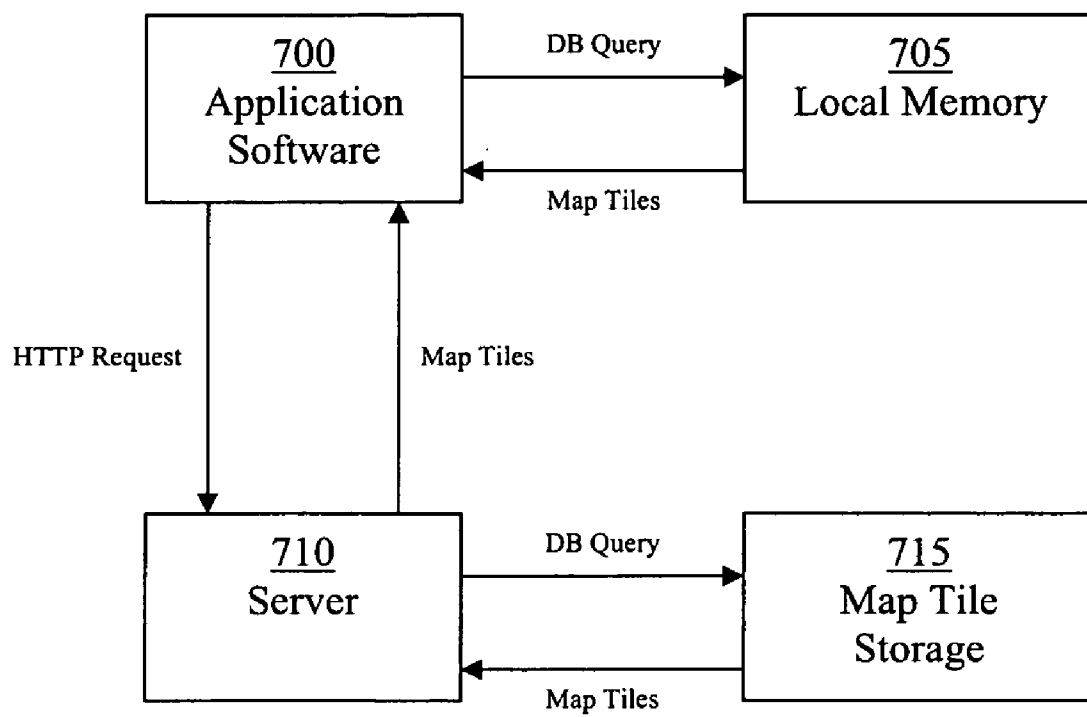 700
Application
Software
DB Query
705
Local Memory
Map Tiles
HTTP Request
Map Tiles
710
Server
DB Query
715
Map Tile
Storage
Map Tiles